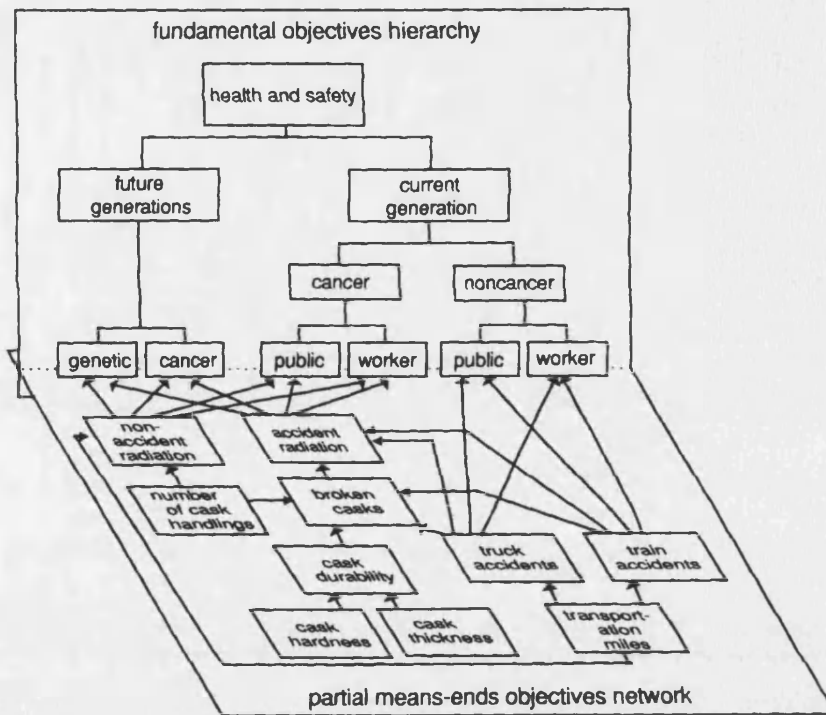 fundamental objectives hierarchy
health and safety
future
generations
current
generation
cancer
noncancer
genetic
cancer
public
worker
public
worker
non-
accident
radiation
accident
radiation
number
of cask
handlings
broken
casks
truck
accidents
train
accidents
cask
durability
cask
hardness
cask
thickness
transport-
ation
miles
partial means-ends objectives network